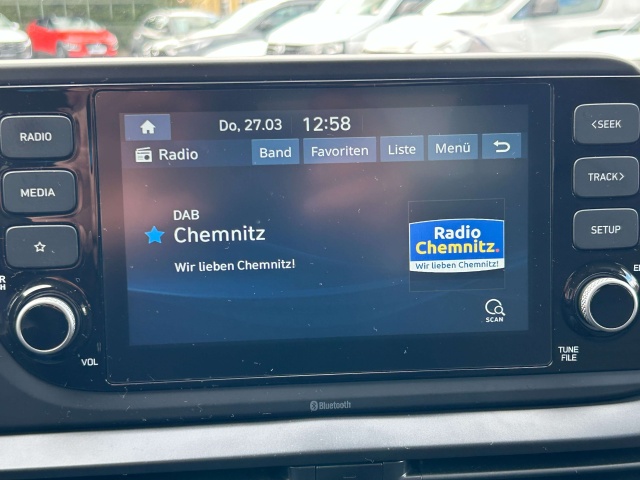 Do, 27.03 12:58
Radio Band Favoriten Liste Menü
DAB
Chemnitz
Wir lieben Chemnitz!
Radio
Chemnitz.
Wir lieben Chemnitz!
SCAN
RADIO
MEDIA
VOL
<SEEK
TRACK>
SETUP
TUNE
FILE
Bluetooth